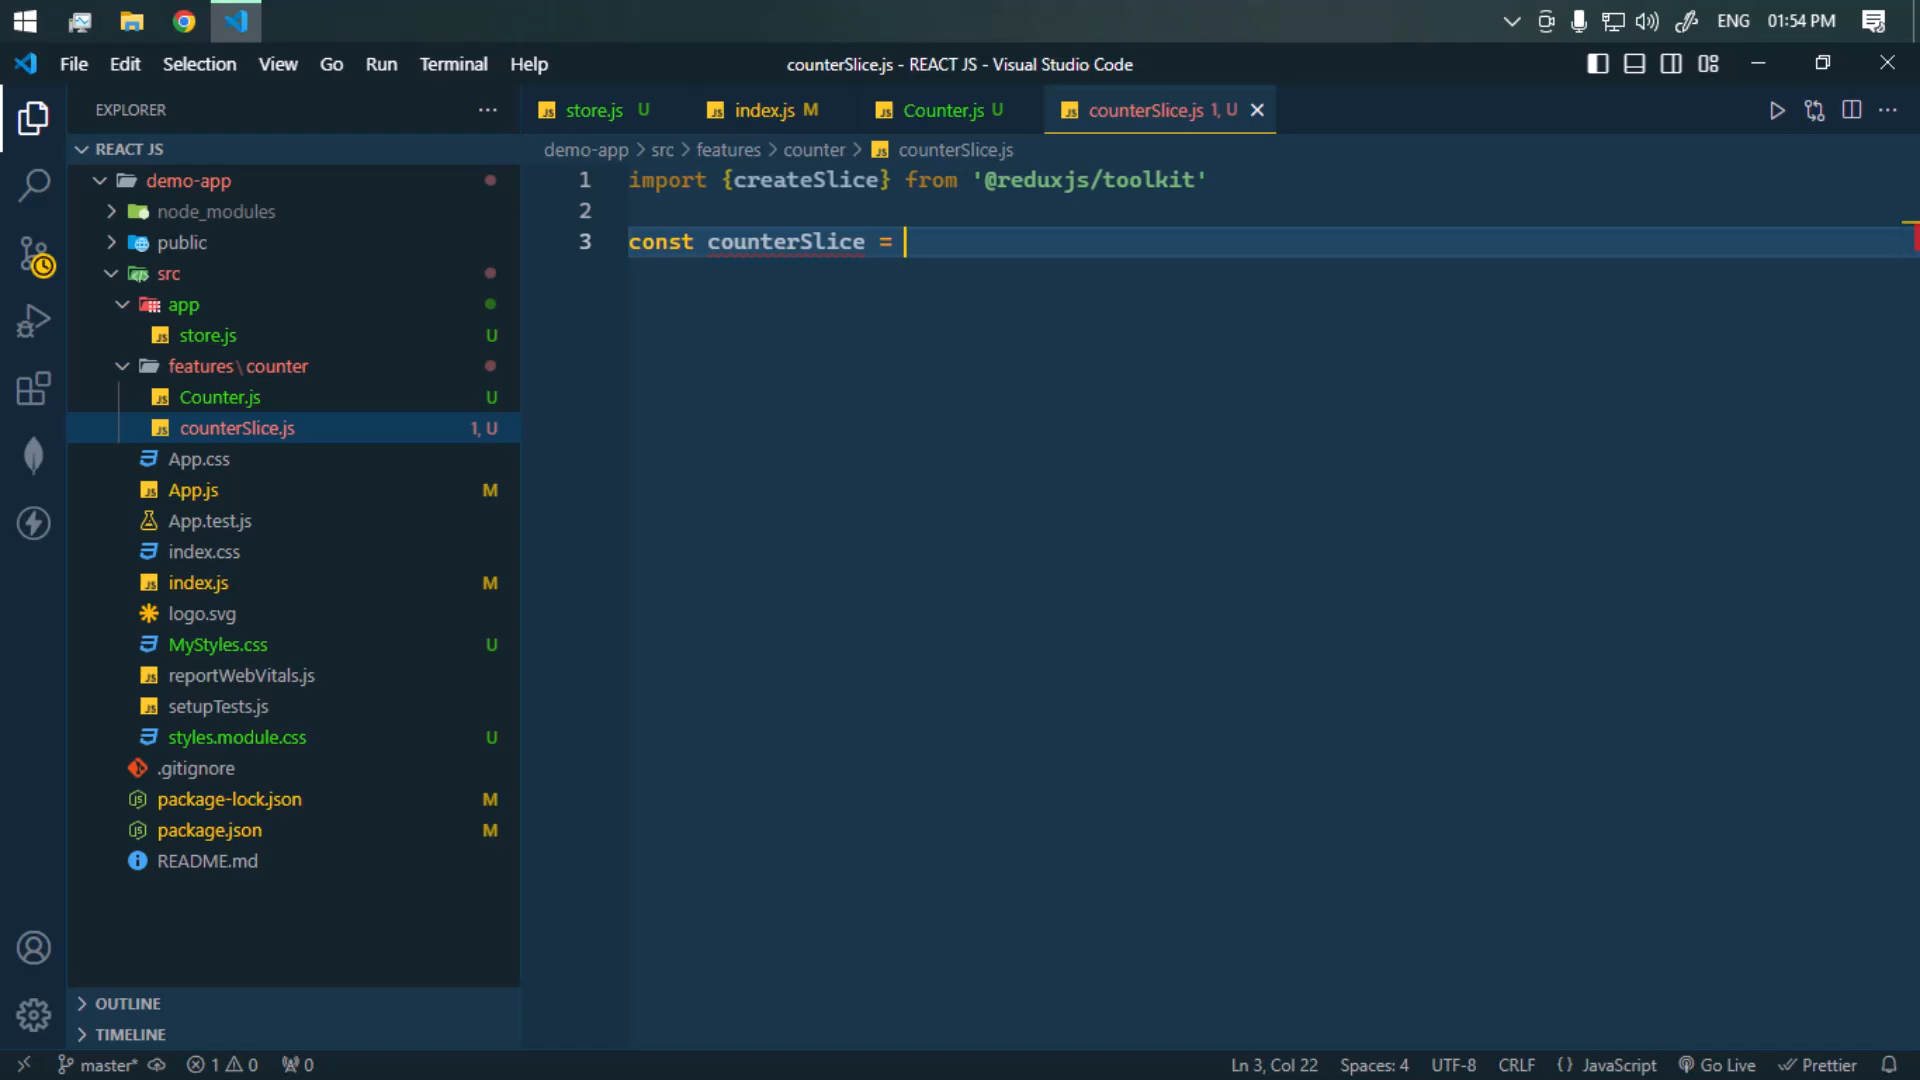 ENG 01:54 PM
File Edit Selection View Go Run Terminal Help
counterSlice.js - REACT JS - Visual Studio Code
EXPLORER
REACT JS
demo-app
node_modules
public
src
app
store.js U
features\counter
Counter.js U
counterSlice.js 1, U
App.css
App.js M
App.test.js
index.css
index.js M
logo.svg
MyStyles.css U
reportWebVitals.js
setupTests.js
styles.module.css U
.gitignore
package-lock.json M
package.json M
README.md
OUTLINE
TIMELINE
store.js U index.js M Counter.js U counterSlice.js 1, U
demo-app > src > features > counter > counterSlice.js
1 import {createSlice} from '@reduxjs/toolkit'
2
3 const counterSlice =
master* 1 0 0
Ln 3, Col 22 Spaces: 4 UTF-8 CRLF {} JavaScript Go Live Prettier